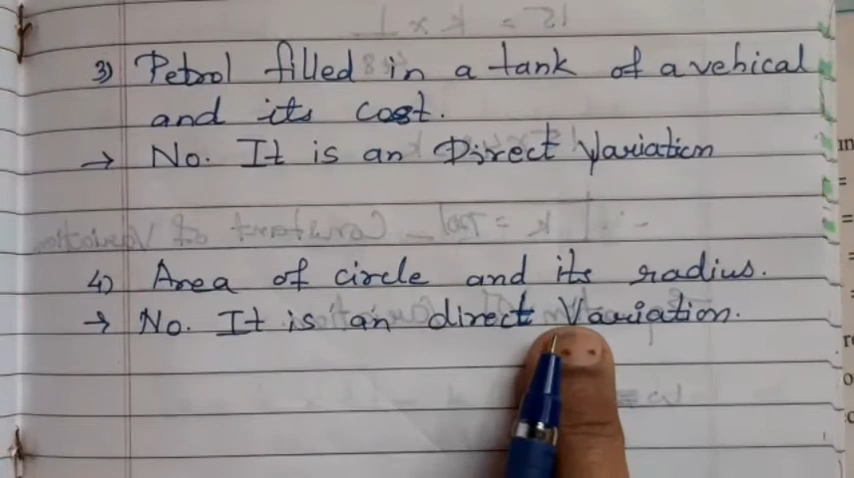 3) Petrol filled in a tank of a vehical
and its cost.
→ No. It is an Direct Variation
4) Area of circle and its radius.
→ No. It is an direct Variation.